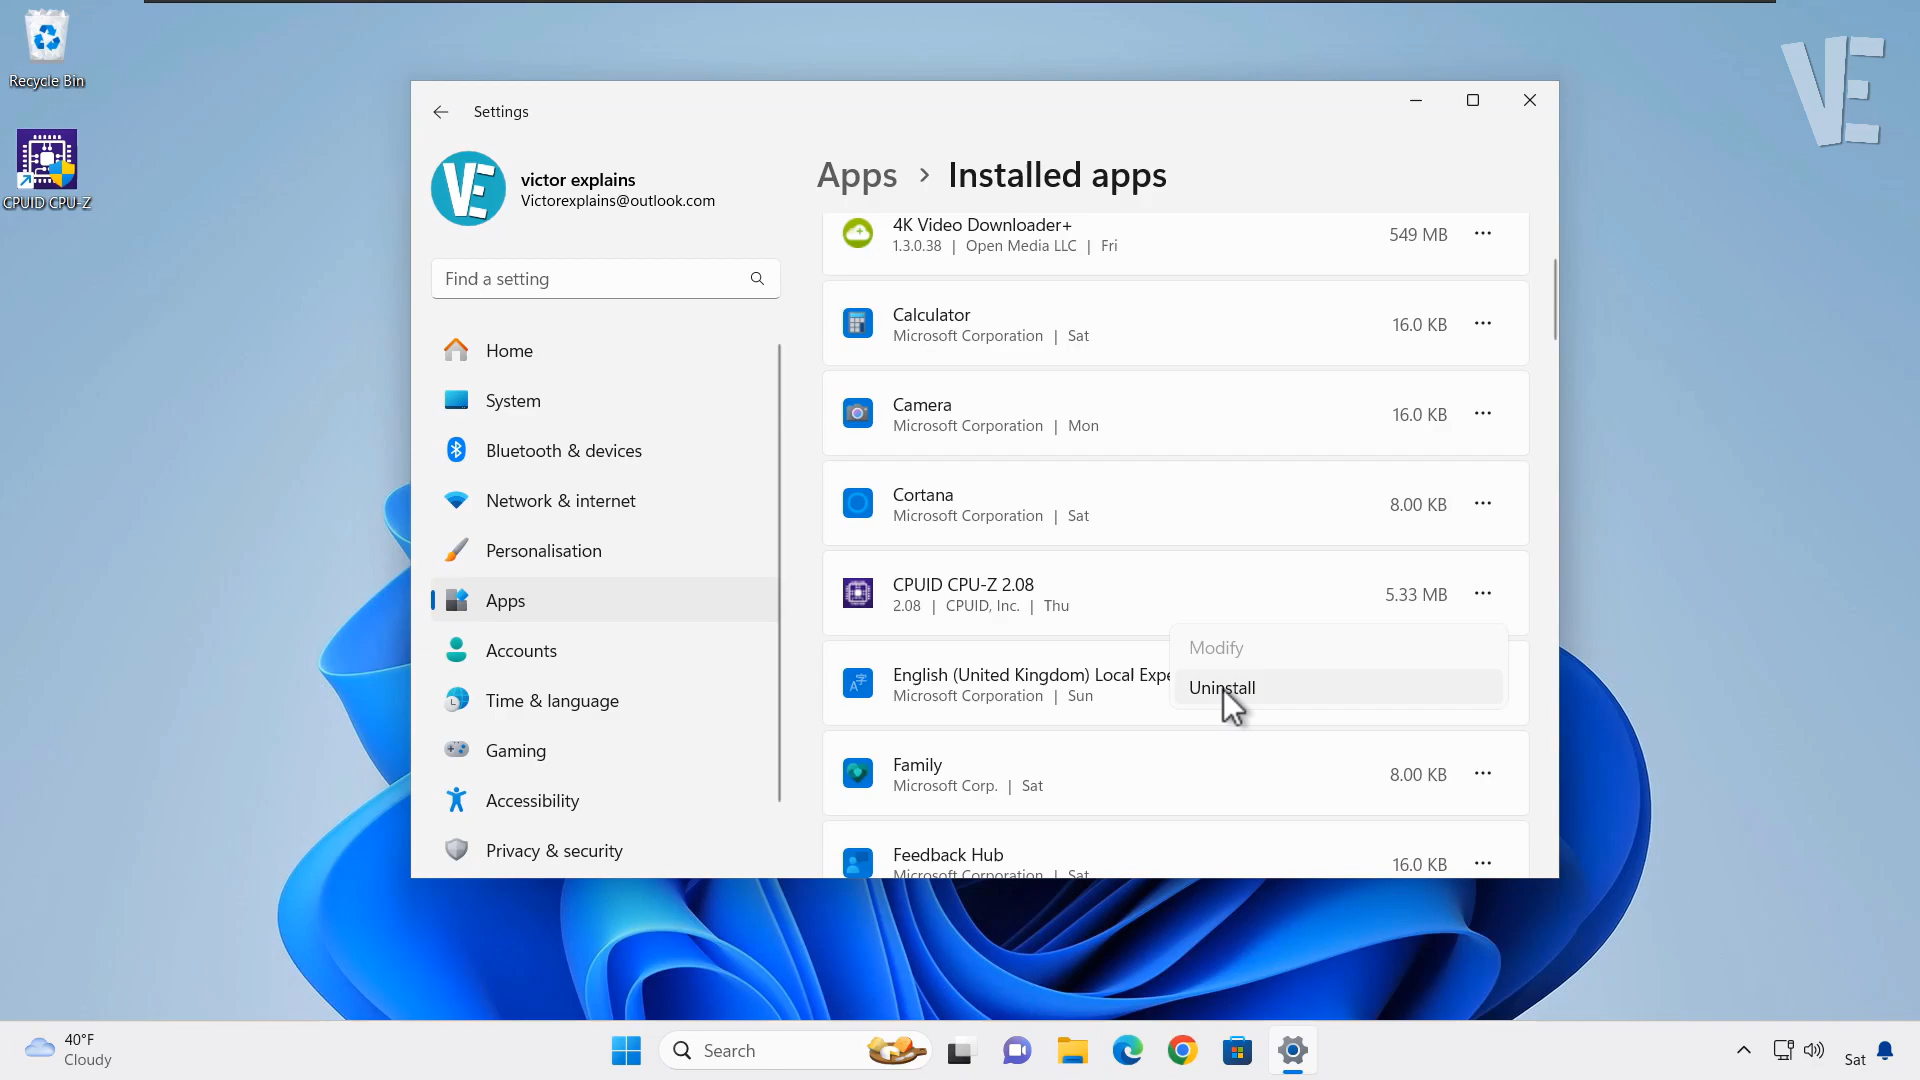 Recycle Bin
CPUID CPU-Z
VE
Settings
VE
victor explains
Victorexplains@outlook.com
Find a setting
Home
System
Bluetooth & devices
Network & internet
Personalisation
Apps
Accounts
Time & language
Gaming
Accessibility
Privacy & security
Apps > Installed apps
4K Video Downloader+
1.3.0.38 | Open Media LLC | Fri
549 MB
Calculator
Microsoft Corporation | Sat
16.0 KB
Camera
Microsoft Corporation | Mon
16.0 KB
Cortana
Microsoft Corporation | Sat
8.00 KB
CPUID CPU-Z 2.08
2.08 | CPUID, Inc. | Thu
5.33 MB
Modify
Uninstall
English (United Kingdom) Local Expe
Microsoft Corporation | Sun
Family
Microsoft Corp. | Sat
8.00 KB
Feedback Hub
Microsoft Corporation | Sat
16.0 KB
40°F
Cloudy
Search
Sat